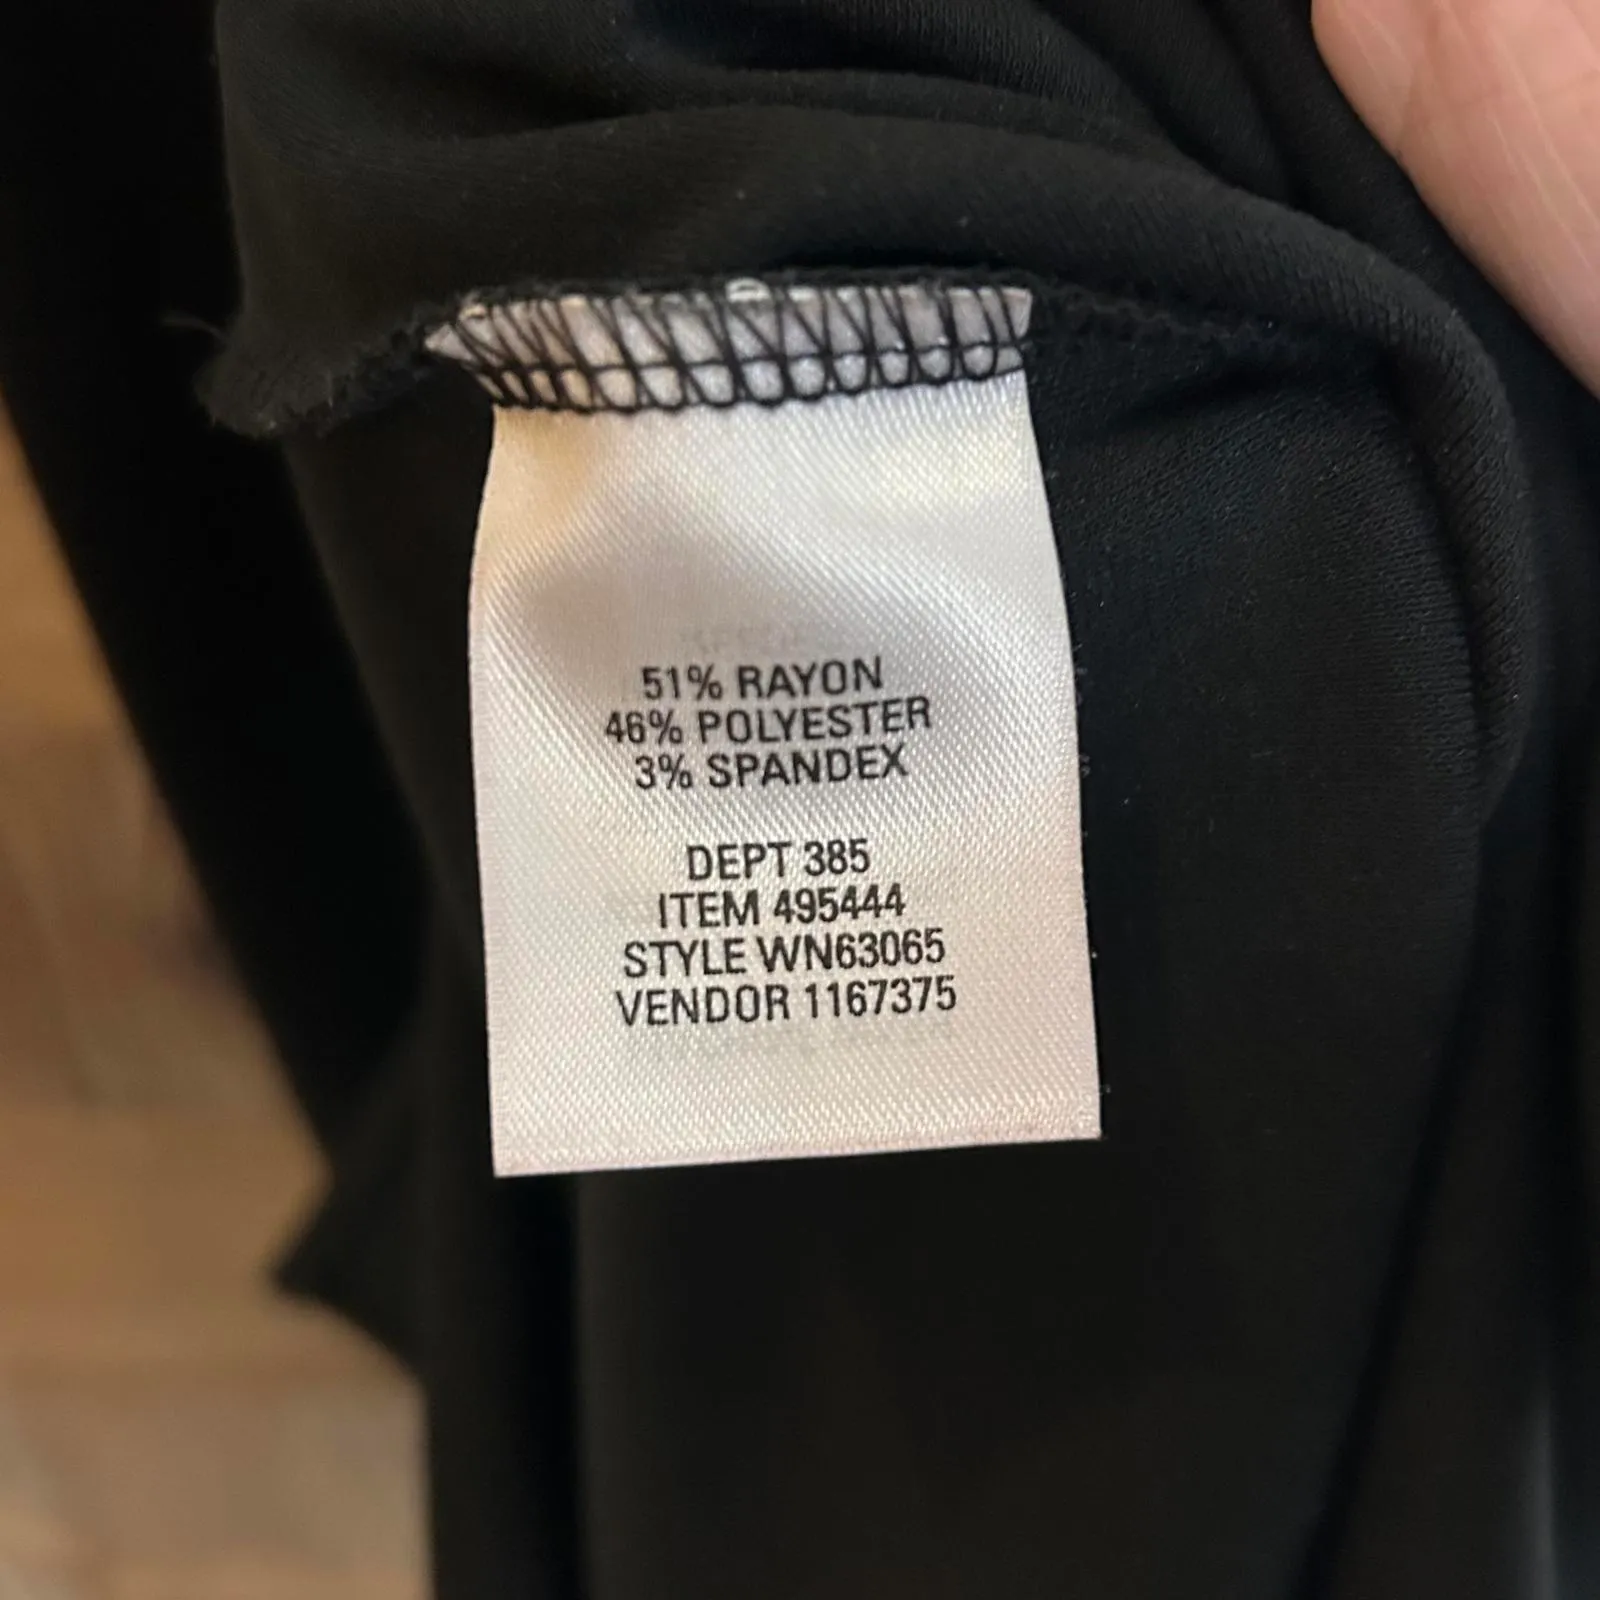 51% RAYON
46% POLYESTER
3% SPANDEX
DEPT 385
ITEM 495444
STYLE WN63065
VENDOR 1167375